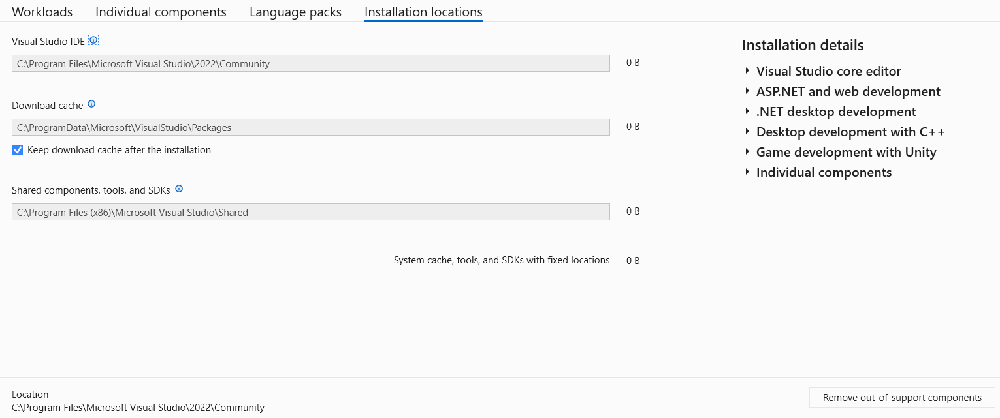 Workloads Individual components Language packs Installation locations
Visual Studio IDE
C:\Program Files\Microsoft Visual Studio\2022\Community 0 B
Download cache
C:\ProgramData\Microsoft\VisualStudio\Packages 0 B
Keep download cache after the installation
Shared components, tools, and SDKs
C:\Program Files (x86)\Microsoft Visual Studio\Shared 0 B
System cache, tools, and SDKs with fixed locations 0 B
Installation details
Visual Studio core editor
ASP.NET and web development
.NET desktop development
Desktop development with C++
Game development with Unity
Individual components
Location
C:\Program Files\Microsoft Visual Studio\2022\Community
Remove out-of-support components